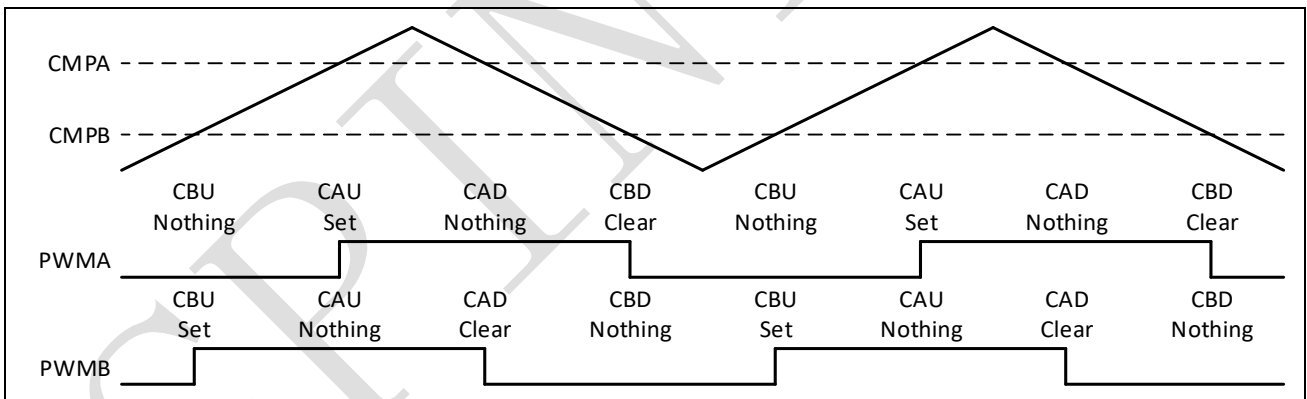 CMPA
CMPB
CBU CAU CAD CBD CBU CAU CAD CBD
Nothing Set Nothing Clear Nothing Set Nothing Clear
PWMA
CBU CAU CAD CBD CBU CAU CAD CBD
Set Nothing Clear Nothing Set Nothing Clear Nothing
PWMB